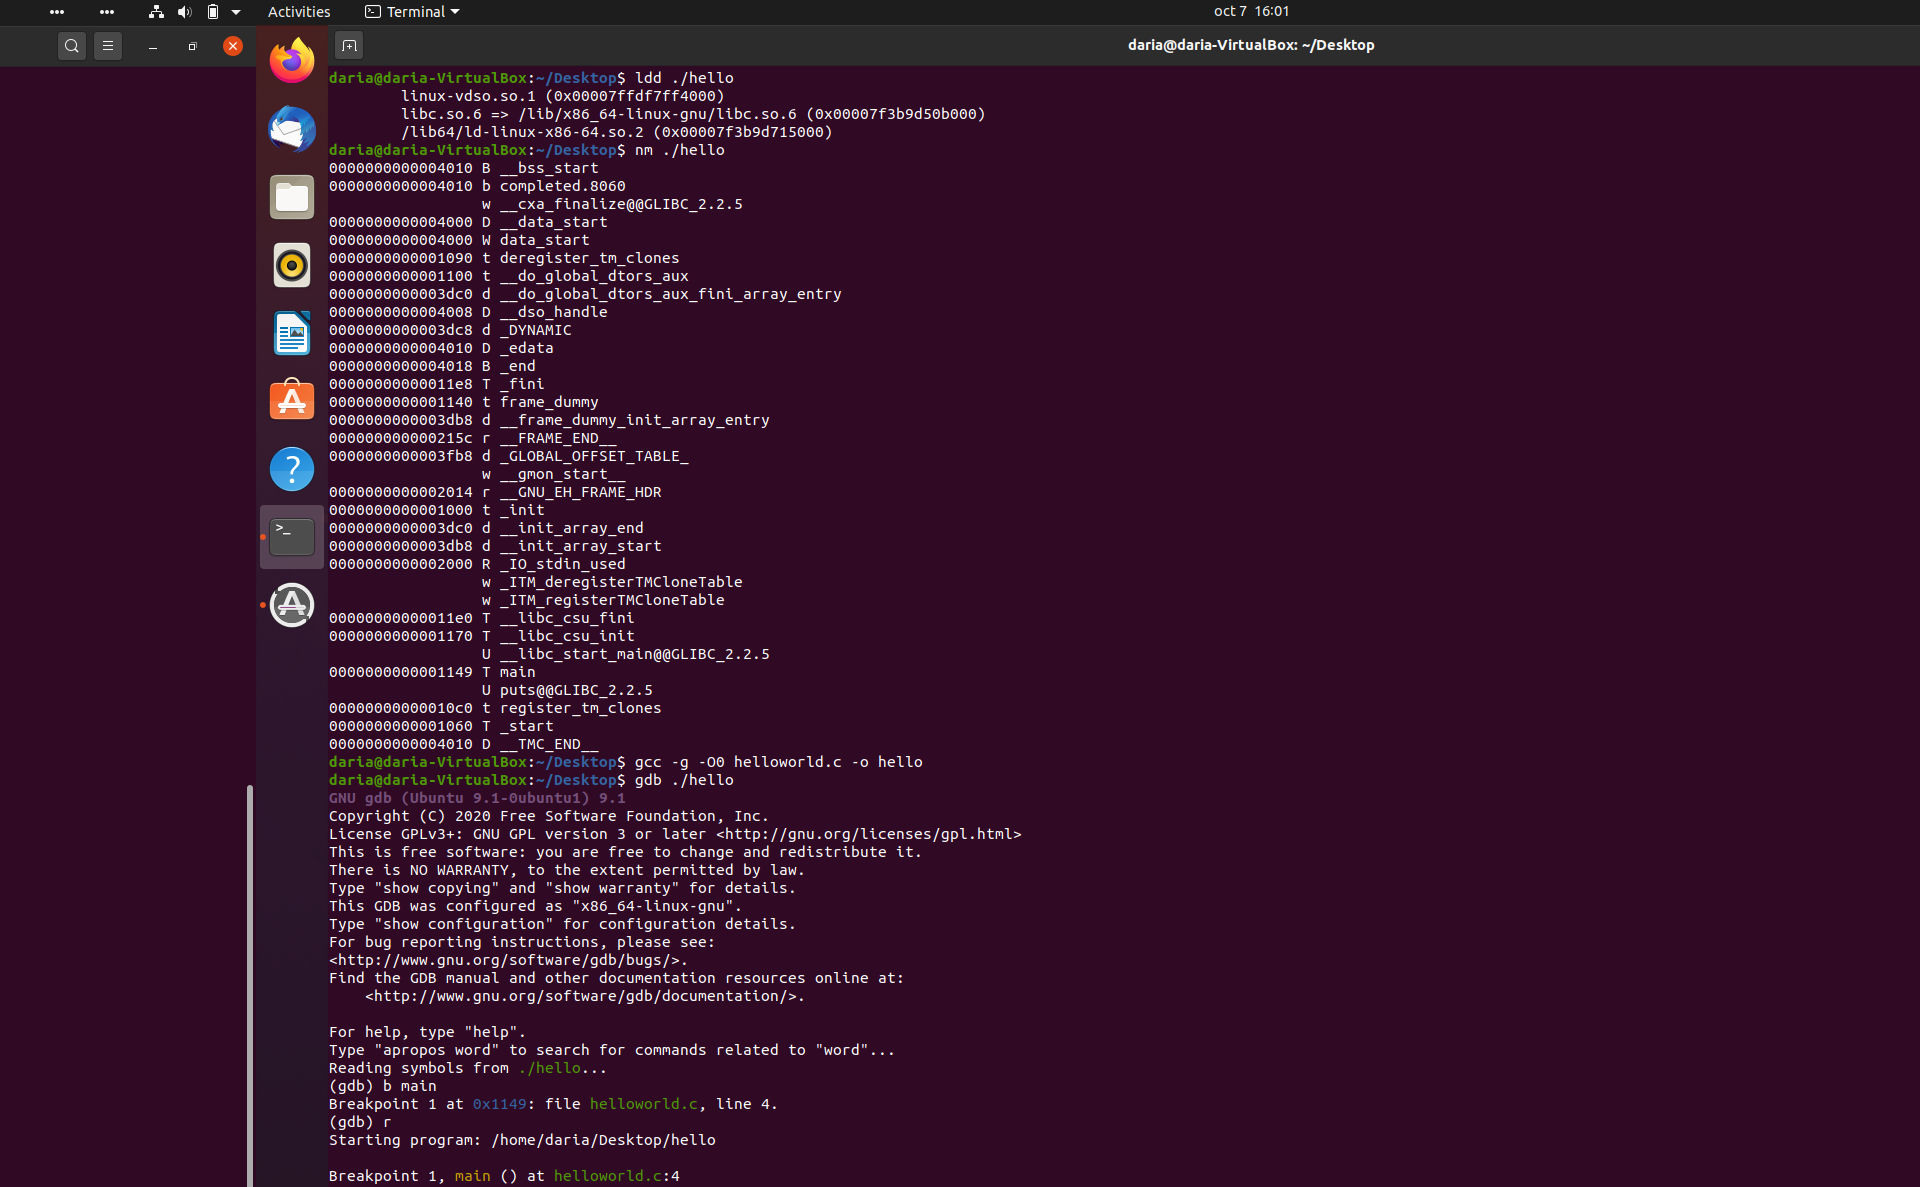 Activities
Terminal
oct 7 16:01
daria@daria-VirtualBox: ~/Desktop
daria@daria-VirtualBox:~/Desktop$ ldd ./hello
linux-vdso.so.1 (0x00007ffdf7ff4000)
libc.so.6 => /lib/x86_64-linux-gnu/libc.so.6 (0x00007f3b9d50b000)
/lib64/ld-linux-x86-64.so.2 (0x00007f3b9d715000)
daria@daria-VirtualBox:~/Desktop$ nm ./hello
0000000000004010 B __bss_start
0000000000004010 b completed.8060
w __cxa_finalize@@GLIBC_2.2.5
0000000000004000 D __data_start
0000000000004000 W data_start
0000000000001090 t deregister_tm_clones
0000000000001100 t __do_global_dtors_aux
0000000000003dc0 d __do_global_dtors_aux_fini_array_entry
0000000000004008 D __dso_handle
0000000000003dc8 d _DYNAMIC
0000000000004010 D _edata
0000000000004018 B _end
00000000000011e8 T _fini
0000000000001140 t frame_dummy
0000000000003db8 d __frame_dummy_init_array_entry
000000000000215c r __FRAME_END__
0000000000003fb8 d _GLOBAL_OFFSET_TABLE_
w __gmon_start__
0000000000002014 r __GNU_EH_FRAME_HDR
0000000000001000 t _init
0000000000003dc0 d __init_array_end
0000000000003db8 d __init_array_start
0000000000002000 R _IO_stdin_used
w _ITM_deregisterTMCloneTable
w _ITM_registerTMCloneTable
00000000000011e0 T __libc_csu_fini
0000000000001170 T __libc_csu_init
U __libc_start_main@@GLIBC_2.2.5
0000000000001149 T main
U puts@@GLIBC_2.2.5
00000000000010c0 t register_tm_clones
0000000000001060 T _start
0000000000004010 D __TMC_END__
daria@daria-VirtualBox:~/Desktop$ gcc -g -O0 helloworld.c -o hello
daria@daria-VirtualBox:~/Desktop$ gdb ./hello
GNU gdb (Ubuntu 9.1-0ubuntu1) 9.1
Copyright (C) 2020 Free Software Foundation, Inc.
License GPLv3+: GNU GPL version 3 or later <http://gnu.org/licenses/gpl.html>
This is free software: you are free to change and redistribute it.
There is NO WARRANTY, to the extent permitted by law.
Type "show copying" and "show warranty" for details.
This GDB was configured as "x86_64-linux-gnu".
Type "show configuration" for configuration details.
For bug reporting instructions, please see:
<http://www.gnu.org/software/gdb/bugs/>.
Find the GDB manual and other documentation resources online at:
<http://www.gnu.org/software/gdb/documentation/>.
For help, type "help".
Type "apropos word" to search for commands related to "word"...
Reading symbols from ./hello...
(gdb) b main
Breakpoint 1 at 0x1149: file helloworld.c, line 4.
(gdb) r
Starting program: /home/daria/Desktop/hello
Breakpoint 1, main () at helloworld.c:4